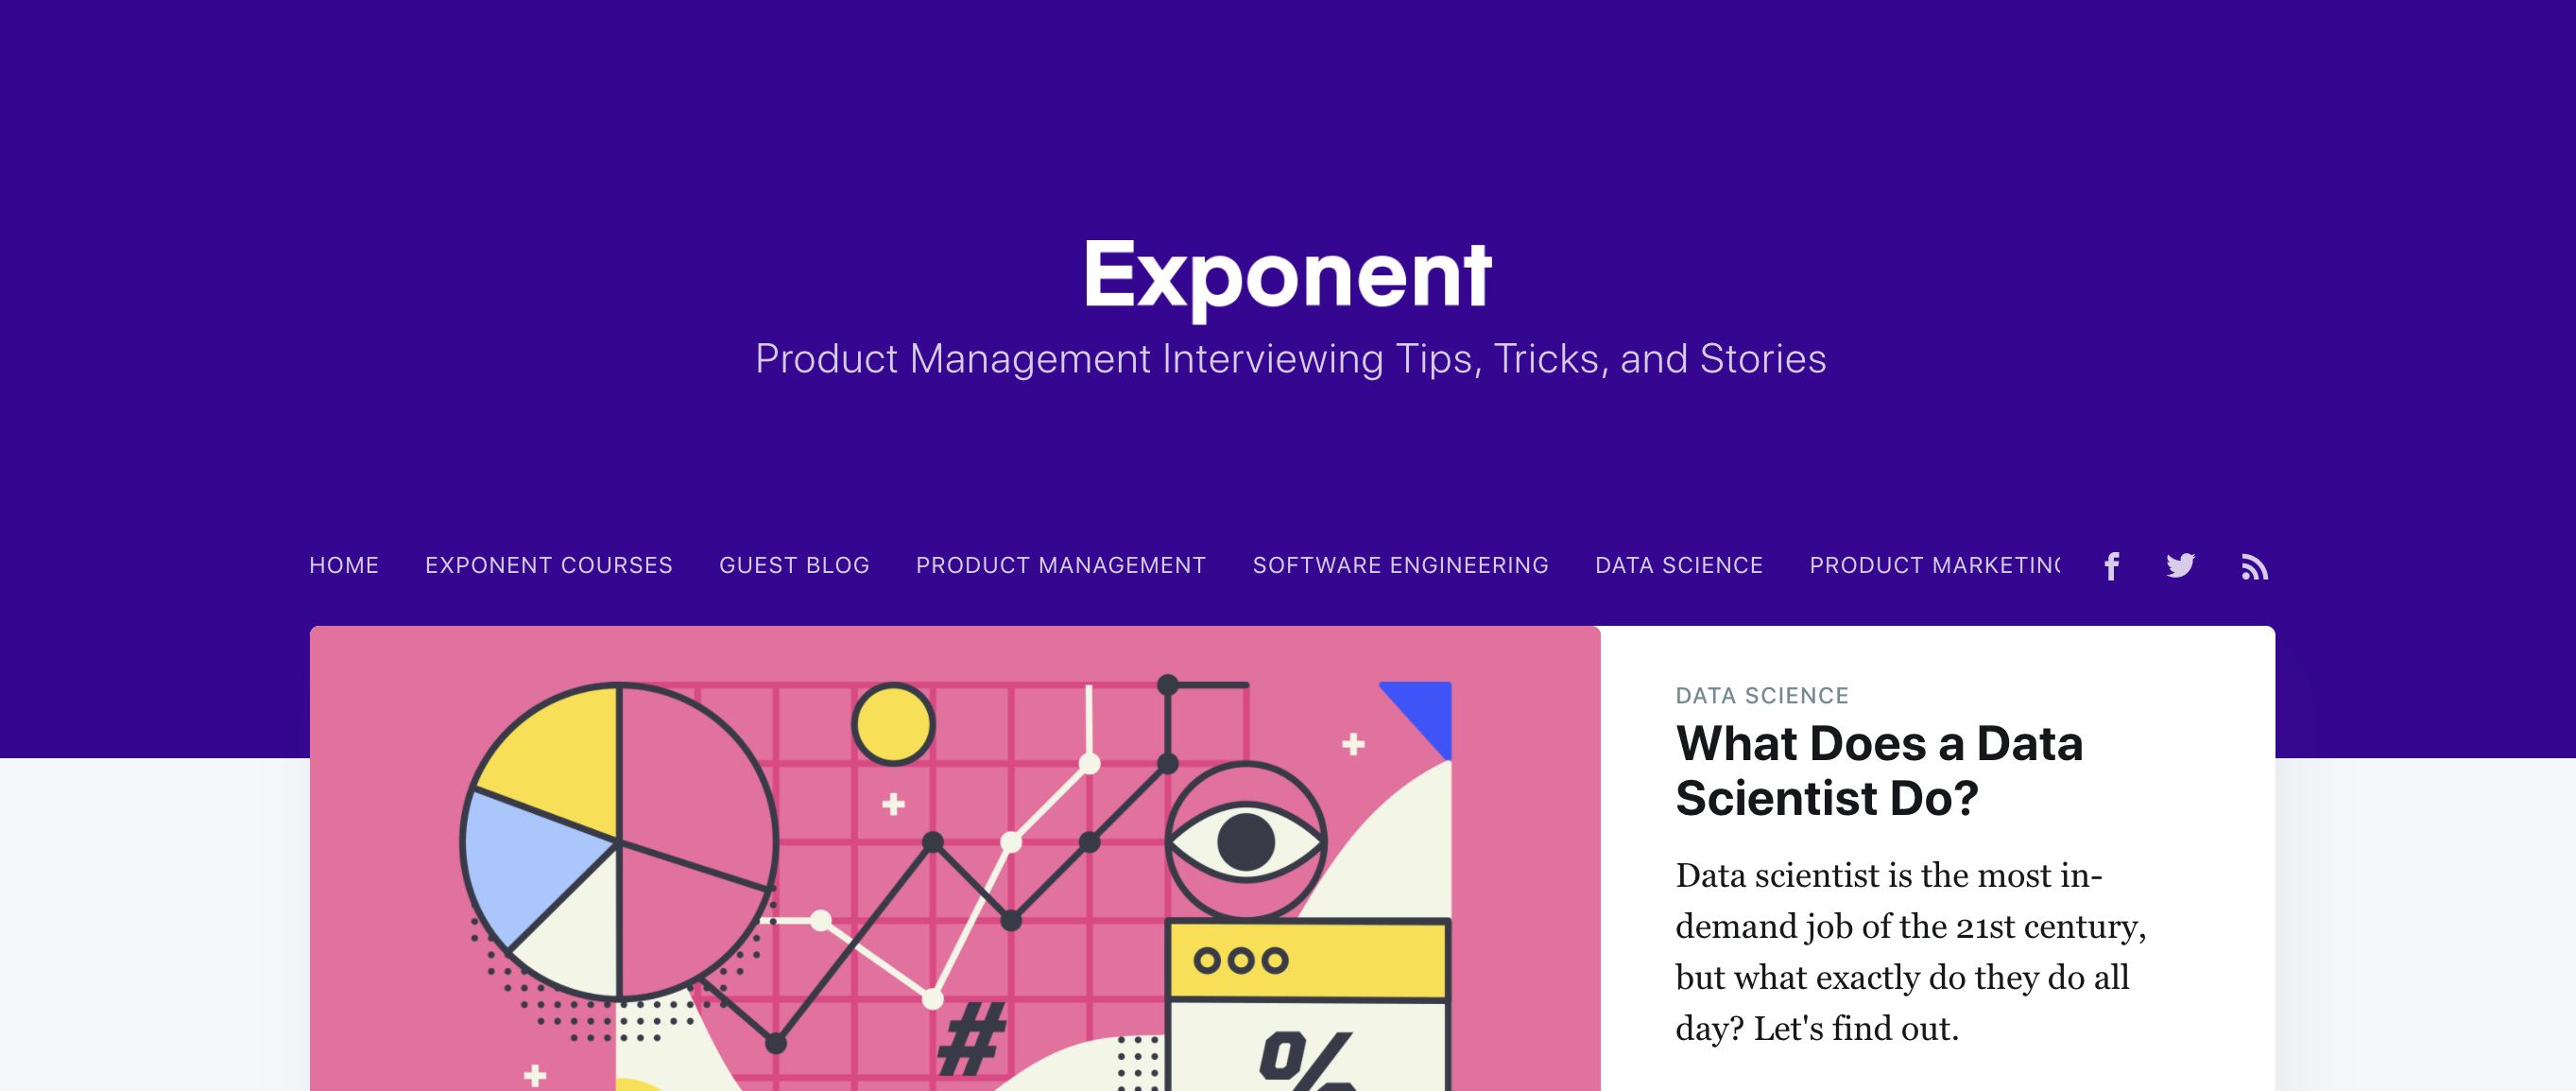 Exponent
Product Management Interviewing Tips, Tricks, and Stories
HOME EXPONENT COURSES GUEST BLOG PRODUCT MANAGEMENT SOFTWARE ENGINEERING DATA SCIENCE PRODUCT MARKETING
DATA SCIENCE
What Does a Data
Scientist Do?
Data scientist is the most in-
demand job of the 21st century,
but what exactly do they do all
day? Let's find out.
#
%